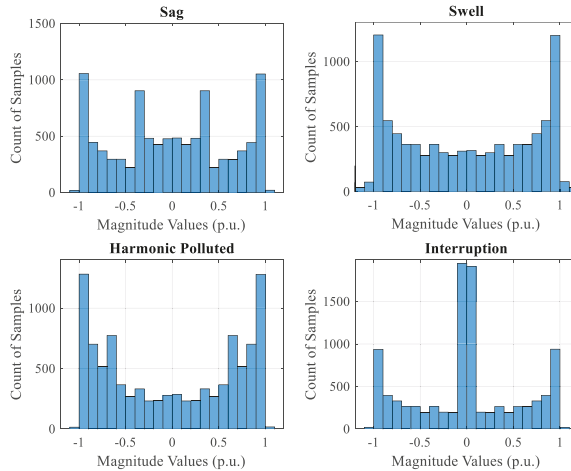 Sag
1500
1000
500
0
Count of Samples
-1 -0.5 0 0.5 1
Magnitude Values (p.u.)
Swell
1000
500
0
Count of Samples
-1 -0.5 0 0.5 1
Magnitude Values (p.u.)
Harmonic Polluted
1000
500
0
Count of Samples
-1 -0.5 0 0.5 1
Magnitude Values (p.u.)
Interruption
1500
1000
500
0
Count of Samples
-1 -0.5 0 0.5 1
Magnitude Values (p.u.)